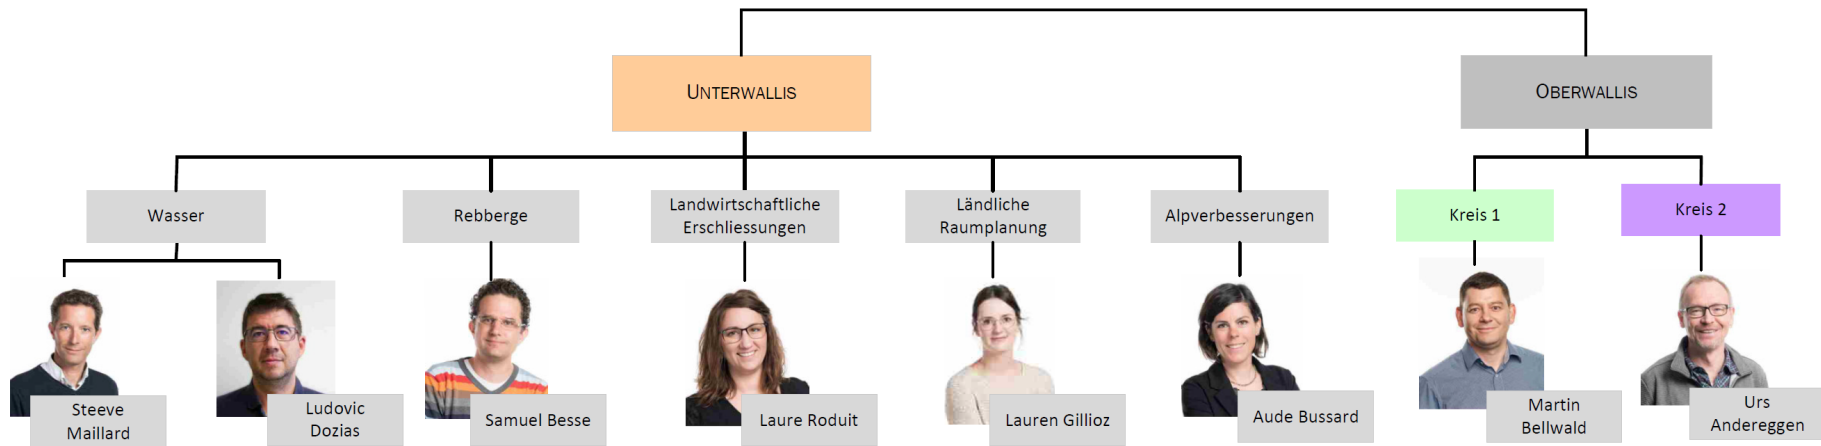 UNTERWALLIS
OBERWALLIS
Wasser
Rebberge
Landwirtschaftliche
Erschliessungen
Ländliche
Raumplanung
Alpverbesserungen
Kreis 1
Kreis 2
Steeve
Maillard
Ludovic
Dozias
Samuel Besse
Laure Roduit
Lauren Gillioz
Aude Bussard
Martin
Bellwald
Urs
Andereggen